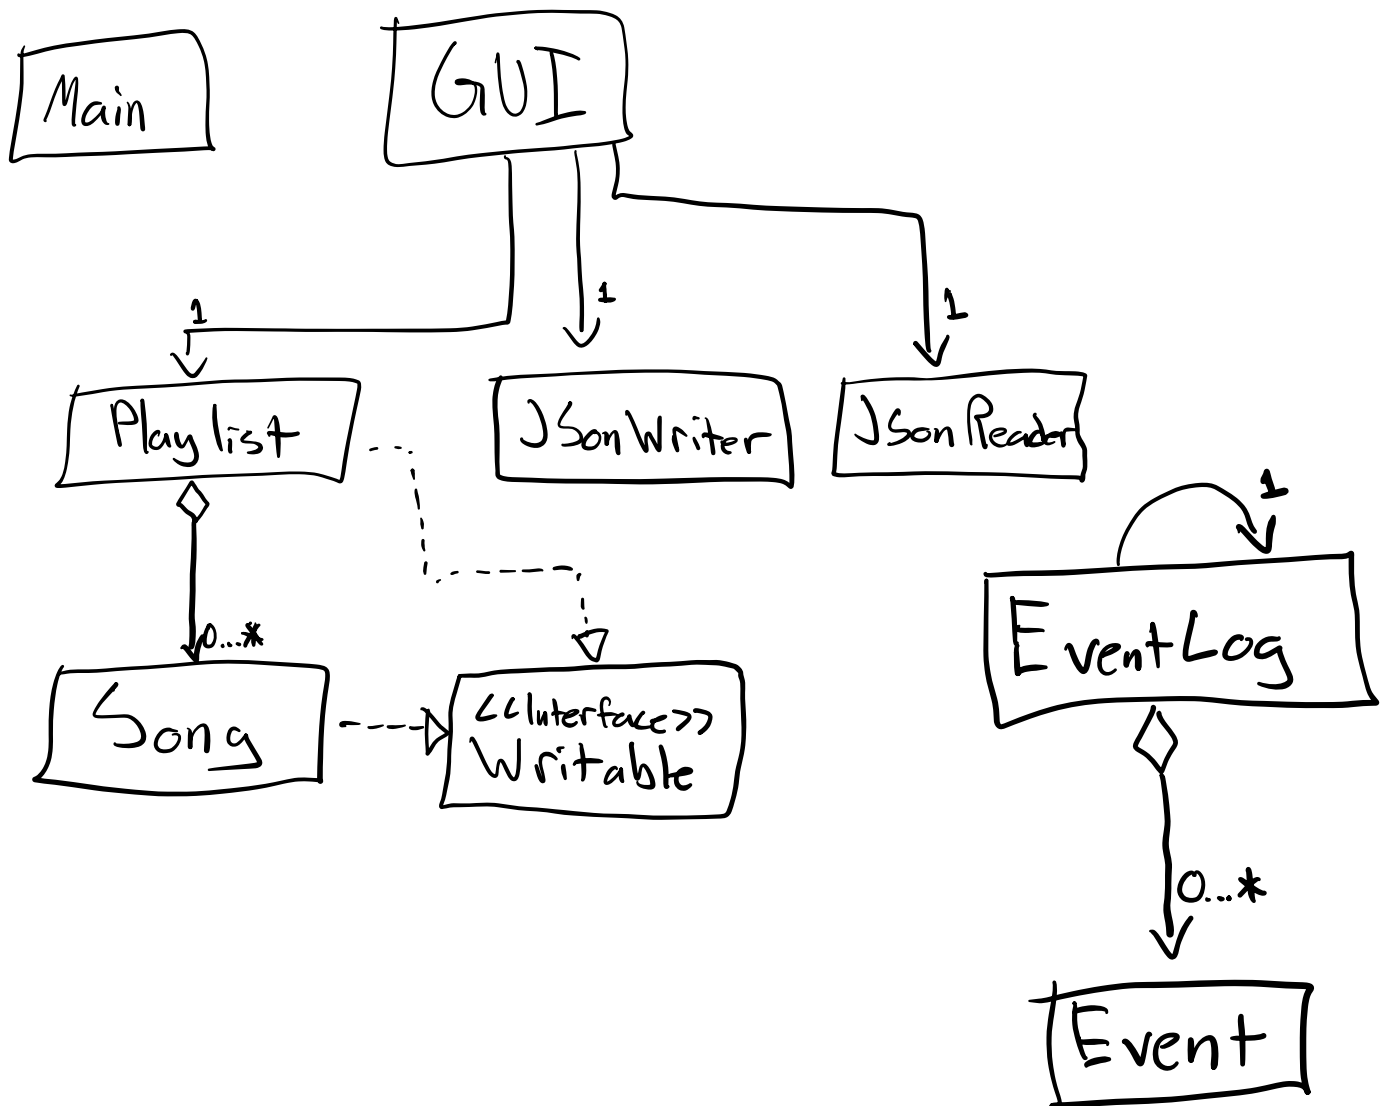 Main
GUI
1
1
1
Playlist
JSonWriter
JsonReader
1
0...*
EventLog
Song
<<Interface>>
Writable
0...*
Event